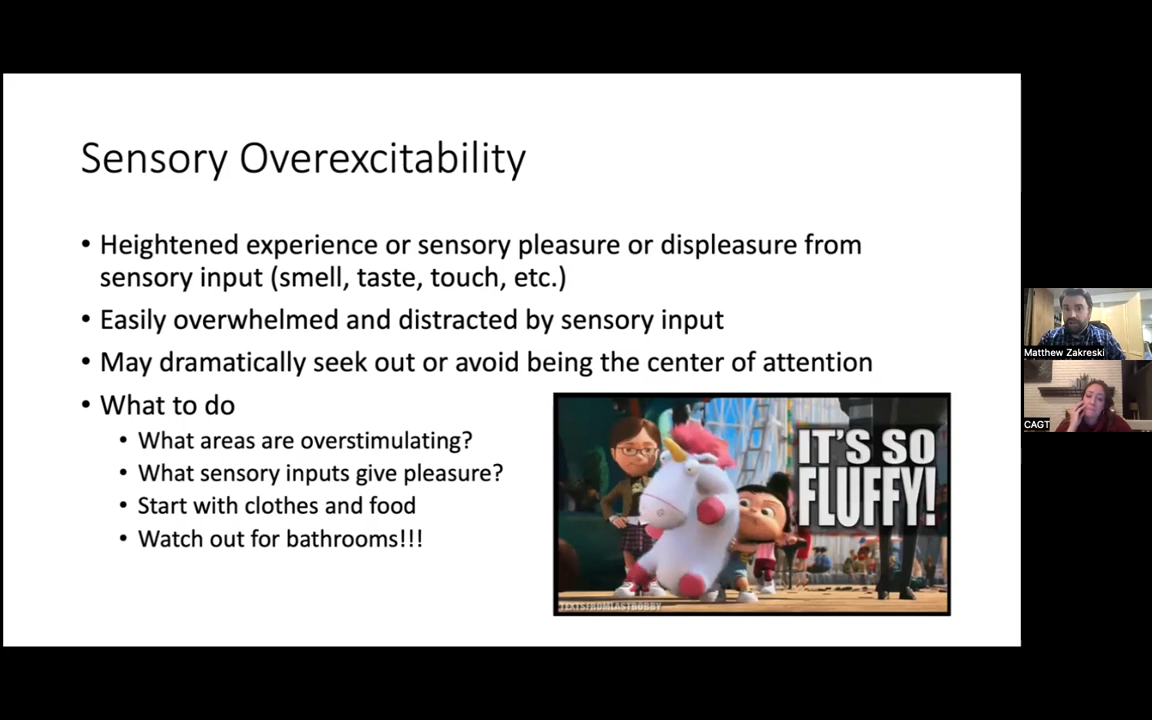 Sensory Overexcitability
• Heightened experience or sensory pleasure or displeasure from
sensory input (smell, taste, touch, etc.)
• Easily overwhelmed and distracted by sensory input
• May dramatically seek out or avoid being the center of attention
• What to do
• What areas are overstimulating?
• What sensory inputs give pleasure?
• Start with clothes and food
• Watch out for bathrooms!!!
IT'S SO
FLUFFY!
TEXTSFROMLASTBOBBY
Matthew Zakreski
CAGT